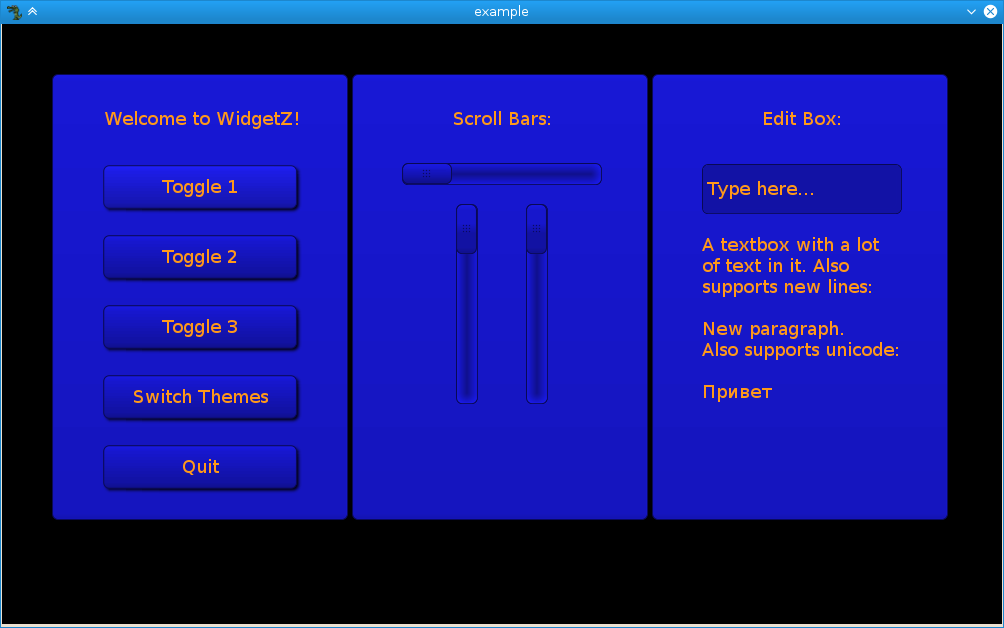 example
Welcome to WidgetZ!
Toggle 1
Toggle 2
Toggle 3
Switch Themes
Quit
Scroll Bars:
Edit Box:
Type here...
A textbox with a lot
of text in it. Also
supports new lines:
New paragraph.
Also supports unicode:
Привет